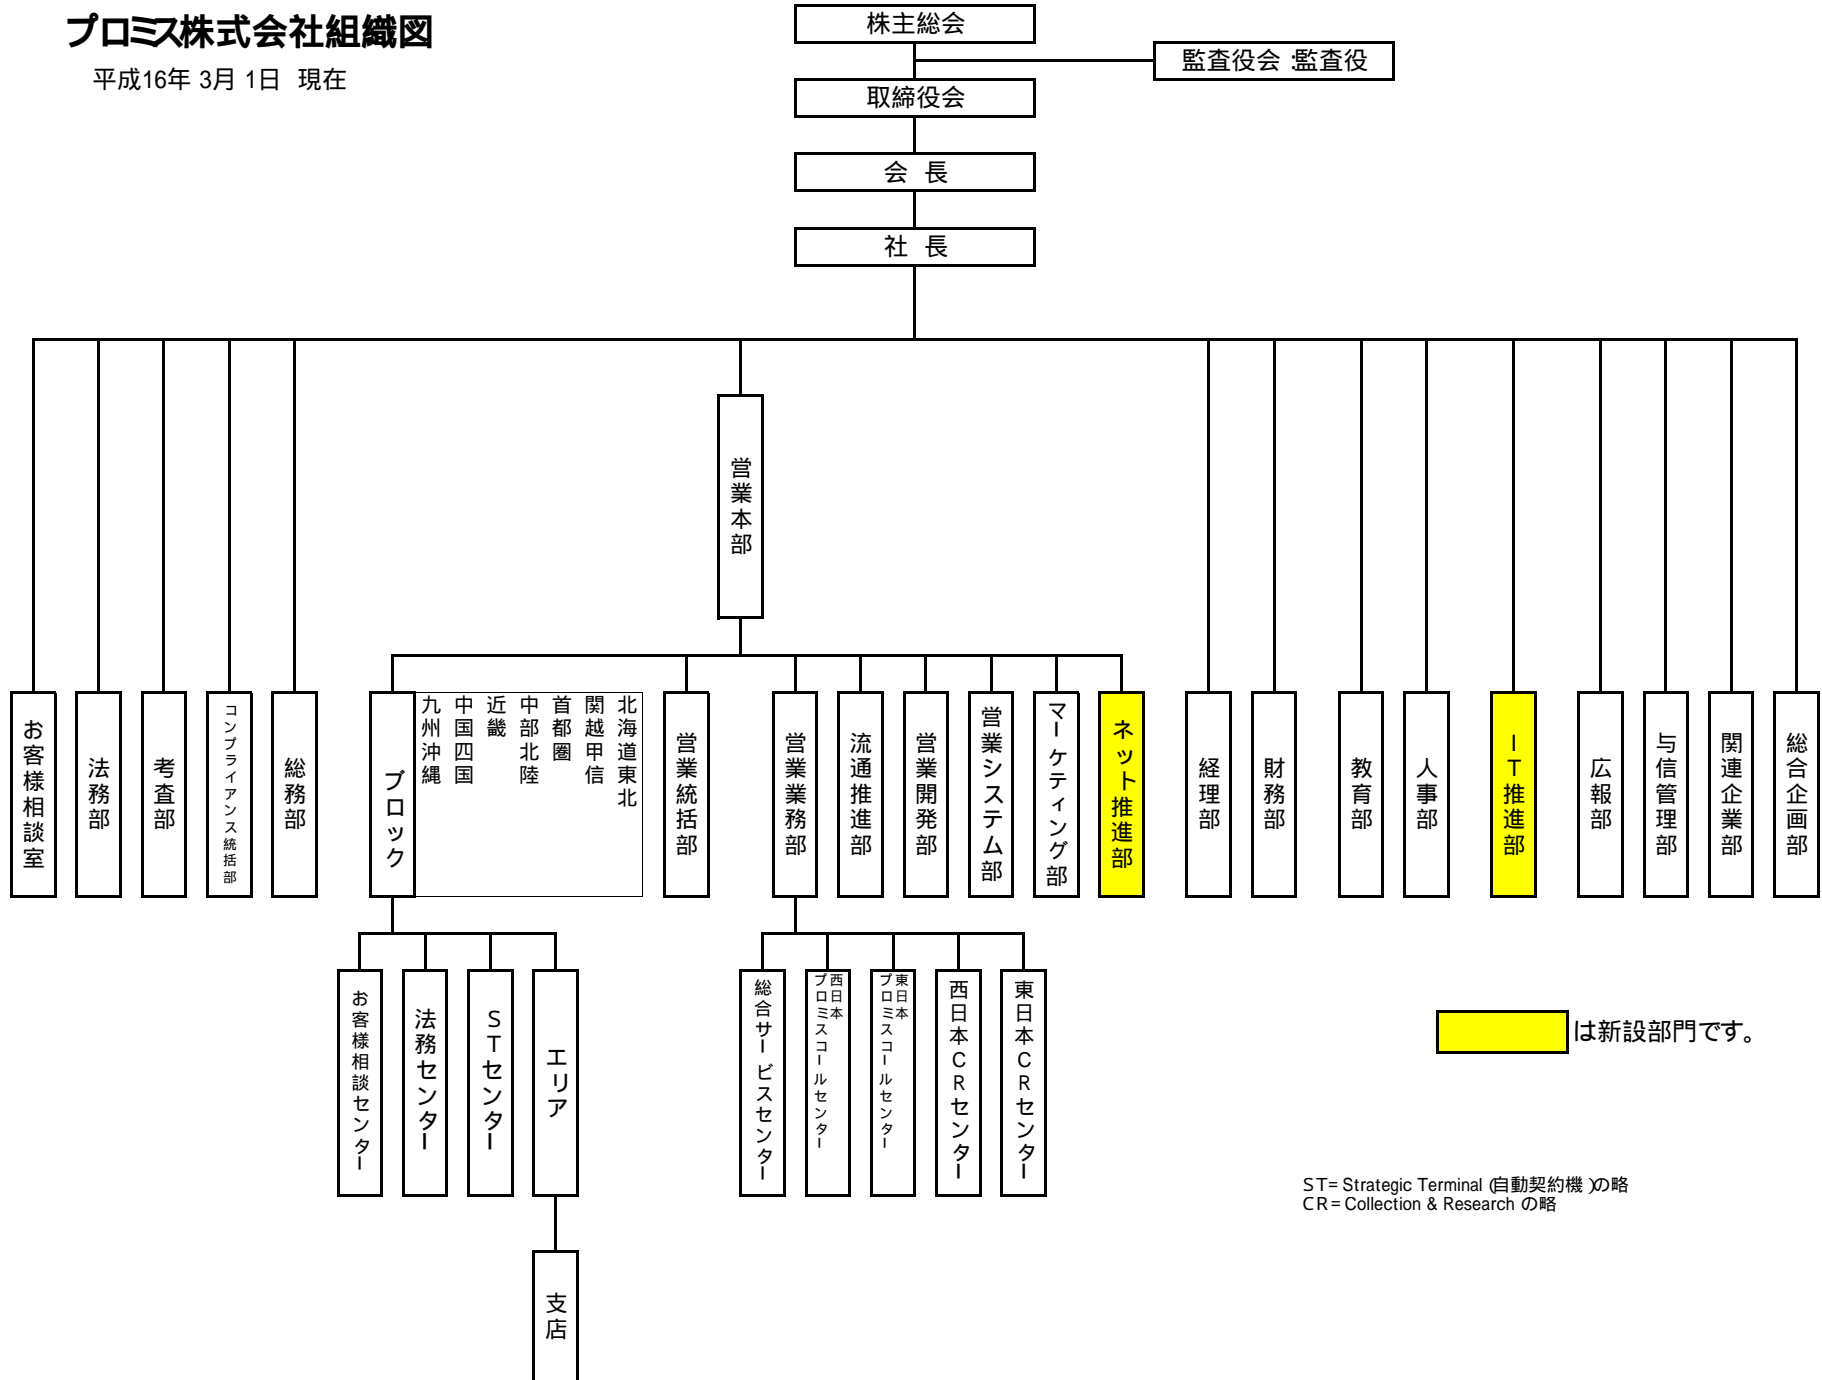 プロミス株式会社組織図
平成16年 3月 1日 現在
株主総会
監査役会 :監査役
取締役会
会 長
社 長
営業本部
お客様相談室
法務部
考査部
コンプライアンス統括部
総務部
ブロック
九州沖縄
中国四国
近畿
中部北陸
首都圏
関越甲信
北海道東北
営業統括部
営業業務部
流通推進部
営業開発部
営業システム部
マーケティング部
ネット推進部
経理部
財務部
教育部
人事部
IT推進部
広報部
与信管理部
関連企業部
総合企画部
お客様相談センター
法務センター
STセンター
エリア
総合サービスセンター
西日本
プロミスコールセンター
東日本
プロミスコールセンター
西日本CRセンター
東日本CRセンター
は新設部門です。
ST= Strategic Terminal (自動契約機 )の略
CR= Collection & Research の略
支店